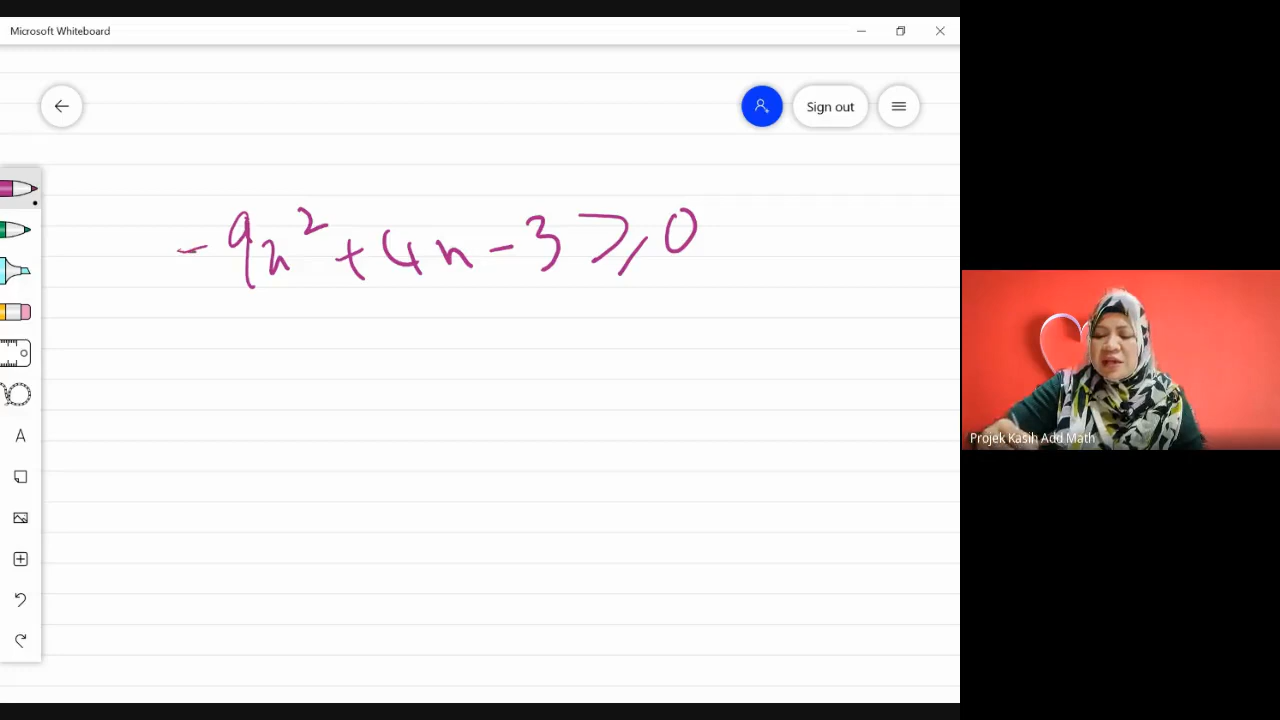 Microsoft Whiteboard
Sign out
-9x² + 4x - 3 ≥ 0
A
Projek Kasih Add Math